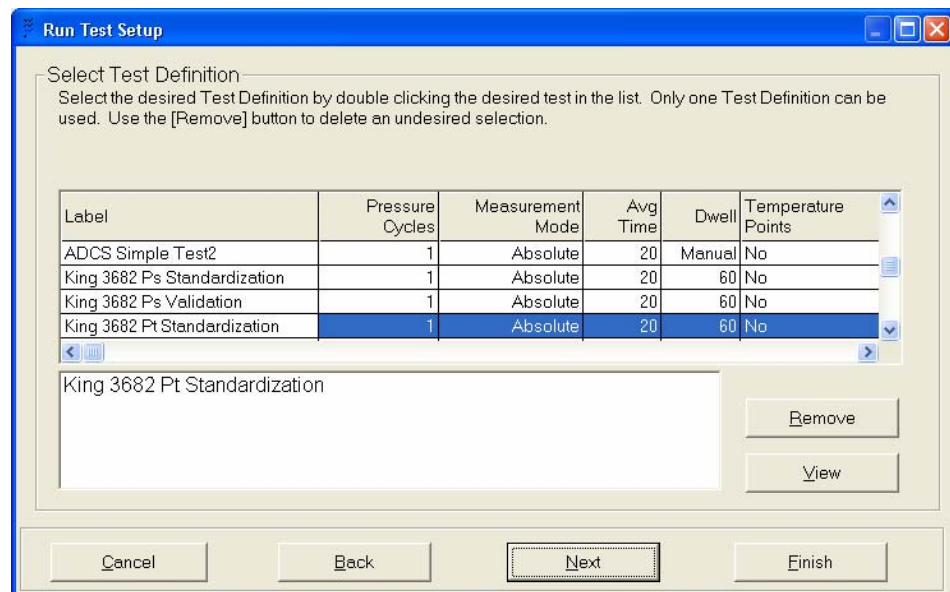 Run Test Setup
Select Test Definition
Select the desired Test Definition by double clicking the desired test in the list. Only one Test Definition can be
used. Use the [Remove] button to delete an undesired selection.
Label Pressure Cycles Measurement Mode Avg Time Dwell Temperature Points
ADCS Simple Test2 1 Absolute 20 Manual No
King 3682 Ps Standardization 1 Absolute 20 60 No
King 3682 Ps Validation 1 Absolute 20 60 No
King 3682 Pt Standardization 1 Absolute 20 60 No
King 3682 Pt Standardization
Remove
View
Cancel Back Next Finish